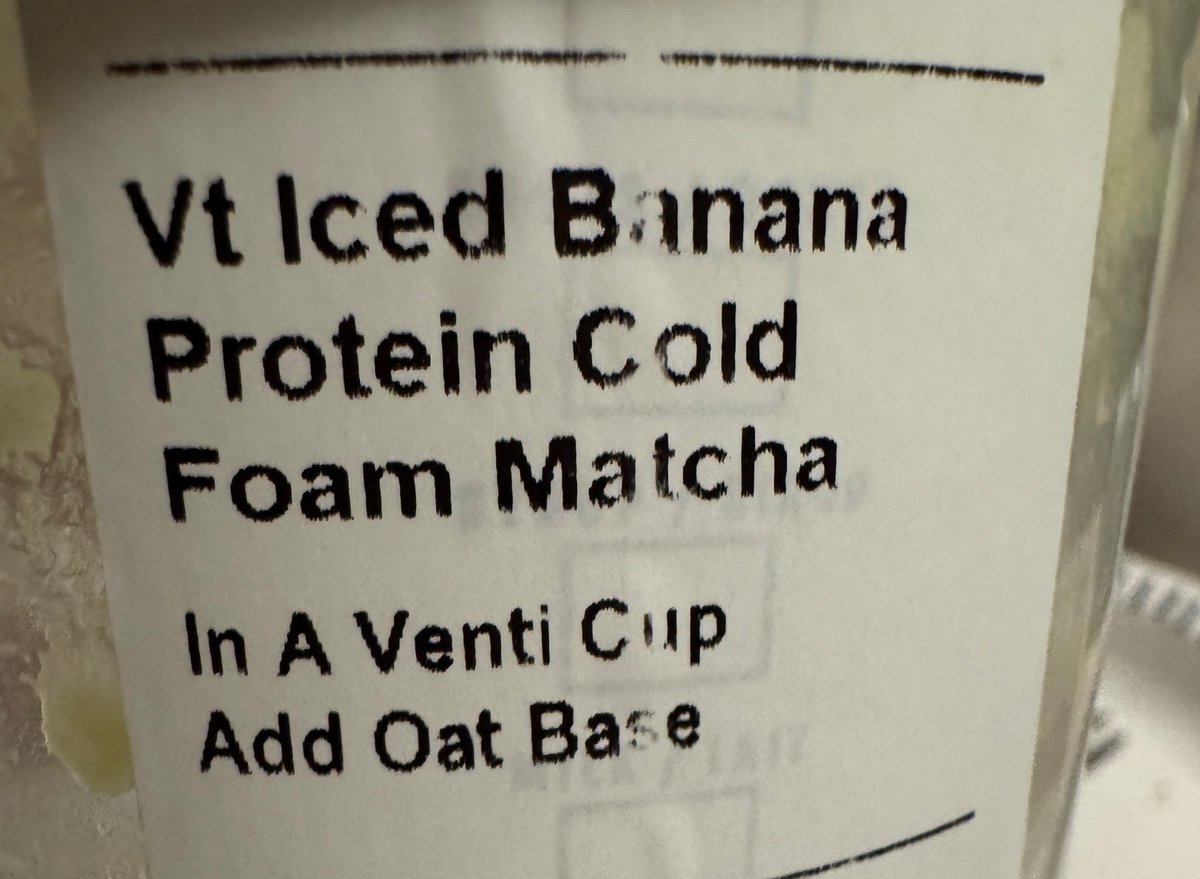 Vt Iced Banana
Protein Cold
Foam Matcha
In A Venti Cup
Add Oat Base